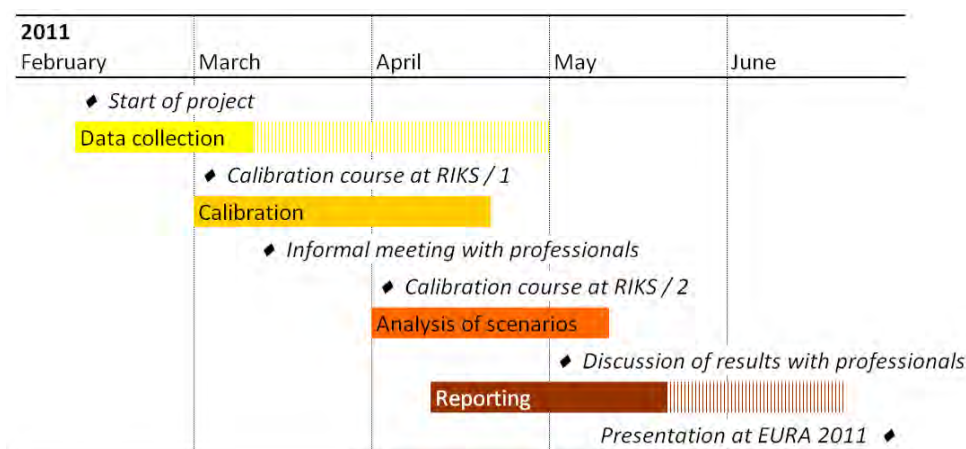 2011
February March April May June
♦ Start of project
Data collection
♦ Calibration course at RIKS / 1
Calibration
♦ Informal meeting with professionals
♦ Calibration course at RIKS / 2
Analysis of scenarios
♦ Discussion of results with professionals
Reporting
Presentation at EURA 2011 ♦